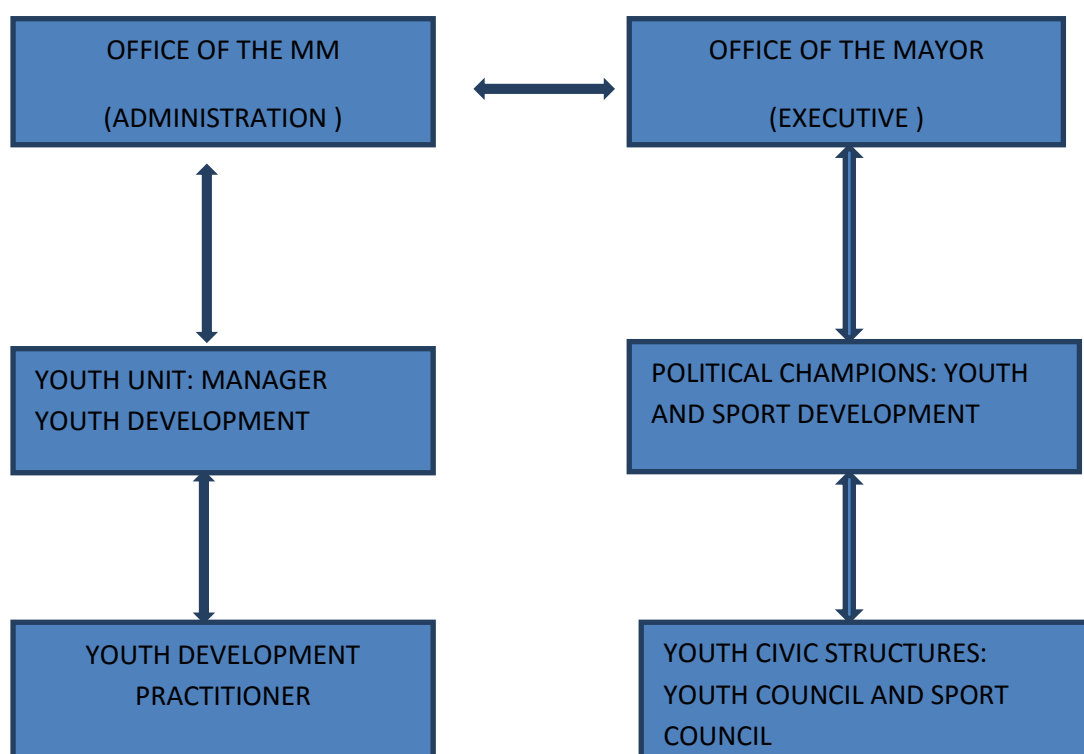 OFFICE OF THE MM
(ADMINISTRATION )
OFFICE OF THE MAYOR
(EXECUTIVE )
YOUTH UNIT: MANAGER
YOUTH DEVELOPMENT
POLITICAL CHAMPIONS: YOUTH
AND SPORT DEVELOPMENT
YOUTH DEVELOPMENT
PRACTITIONER
YOUTH CIVIC STRUCTURES:
YOUTH COUNCIL AND SPORT
COUNCIL